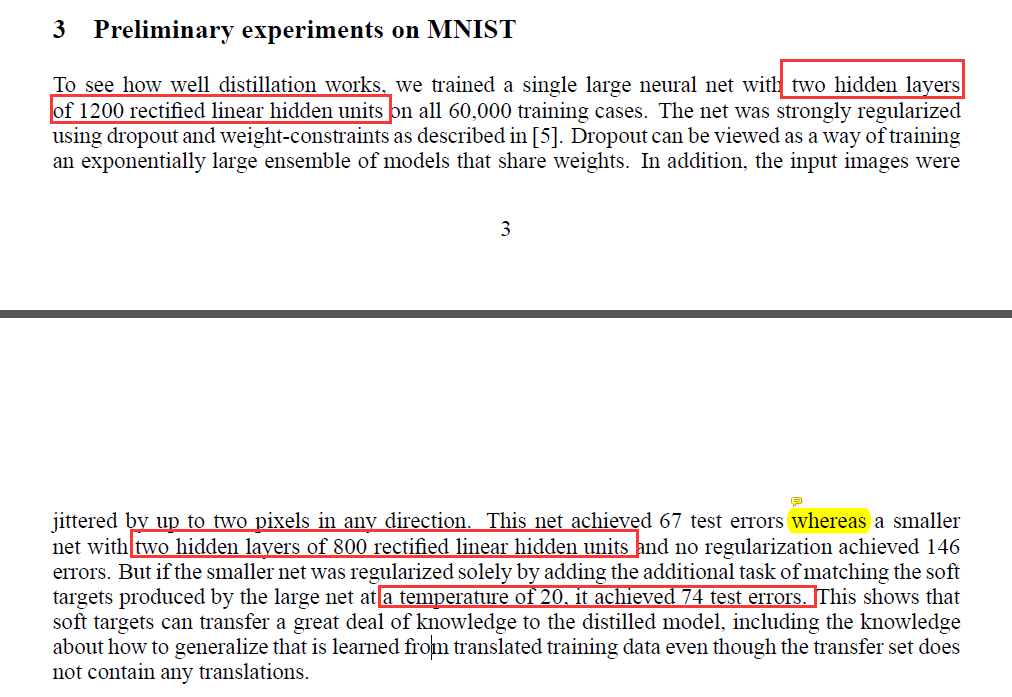 3 Preliminary experiments on MNIST
To see how well distillation works, we trained a single large neural net with two hidden layers
of 1200 rectified linear hidden units on all 60,000 training cases. The net was strongly regularized
using dropout and weight-constraints as described in [5]. Dropout can be viewed as a way of training
an exponentially large ensemble of models that share weights. In addition, the input images were
3
jittered by up to two pixels in any direction. This net achieved 67 test errors whereas a smaller
net with two hidden layers of 800 rectified linear hidden units and no regularization achieved 146
errors. But if the smaller net was regularized solely by adding the additional task of matching the soft
targets produced by the large net at a temperature of 20, it achieved 74 test errors. This shows that
soft targets can transfer a great deal of knowledge to the distilled model, including the knowledge
about how to generalize that is learned from translated training data even though the transfer set does
not contain any translations.